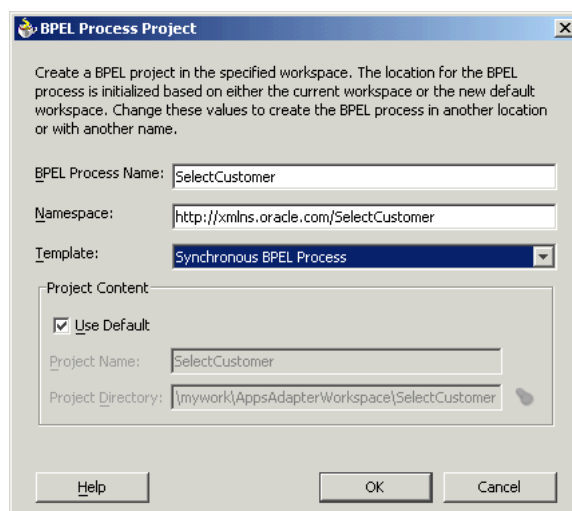 BPEL Process Project
Create a BPEL project in the specified workspace. The location for the BPEL
process is initialized based on either the current workspace or the new default
workspace. Change these values to create the BPEL process in another location
or with another name.
BPEL Process Name: SelectCustomer
Namespace: http://xmlns.oracle.com/SelectCustomer
Template: Synchronous BPEL Process
Project Content
Use Default
Project Name: SelectCustomer
Project Directory: \mywork\AppsAdapterWorkspace\SelectCustomer
Help OK Cancel